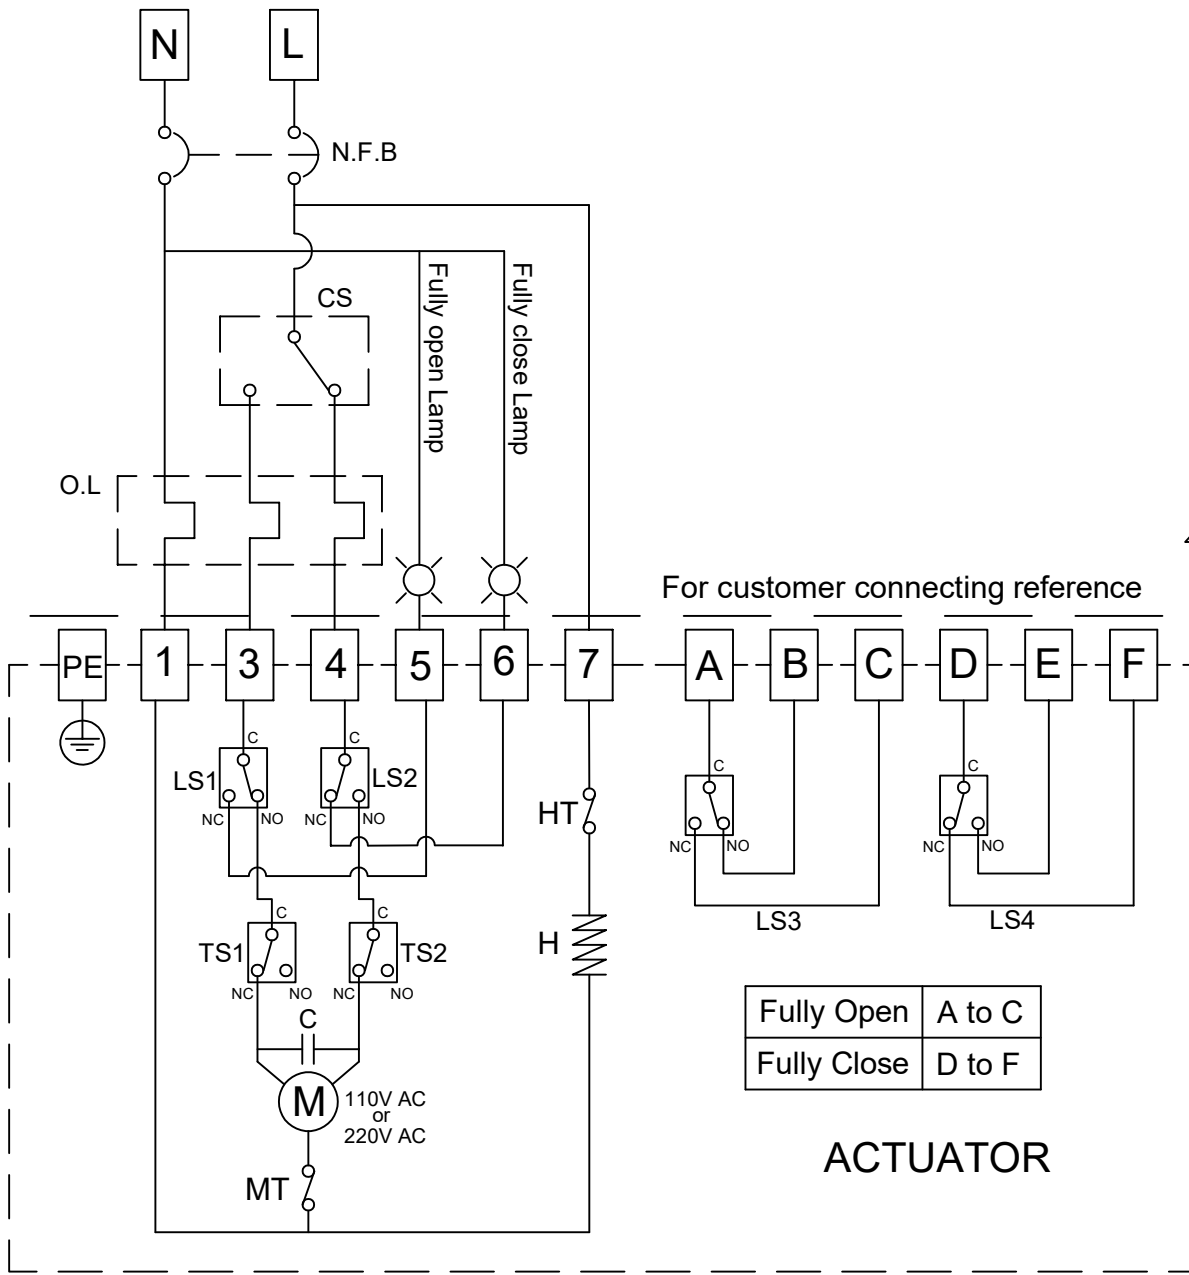 N L
N.F.B
CS
Fully open Lamp
Fully close Lamp
O.L
For customer connecting reference
PE 1 3 4 5 6 7 A B C D E F
C C
LS1 LS2
NC NO NC NO
HT
C C
NC NO NC NO
LS3 LS4
C C
TS1 TS2
H
NC NO NC NO
C
Fully Open A to C
Fully Close D to F
M
110V AC
or
220V AC
MT
ACTUATOR